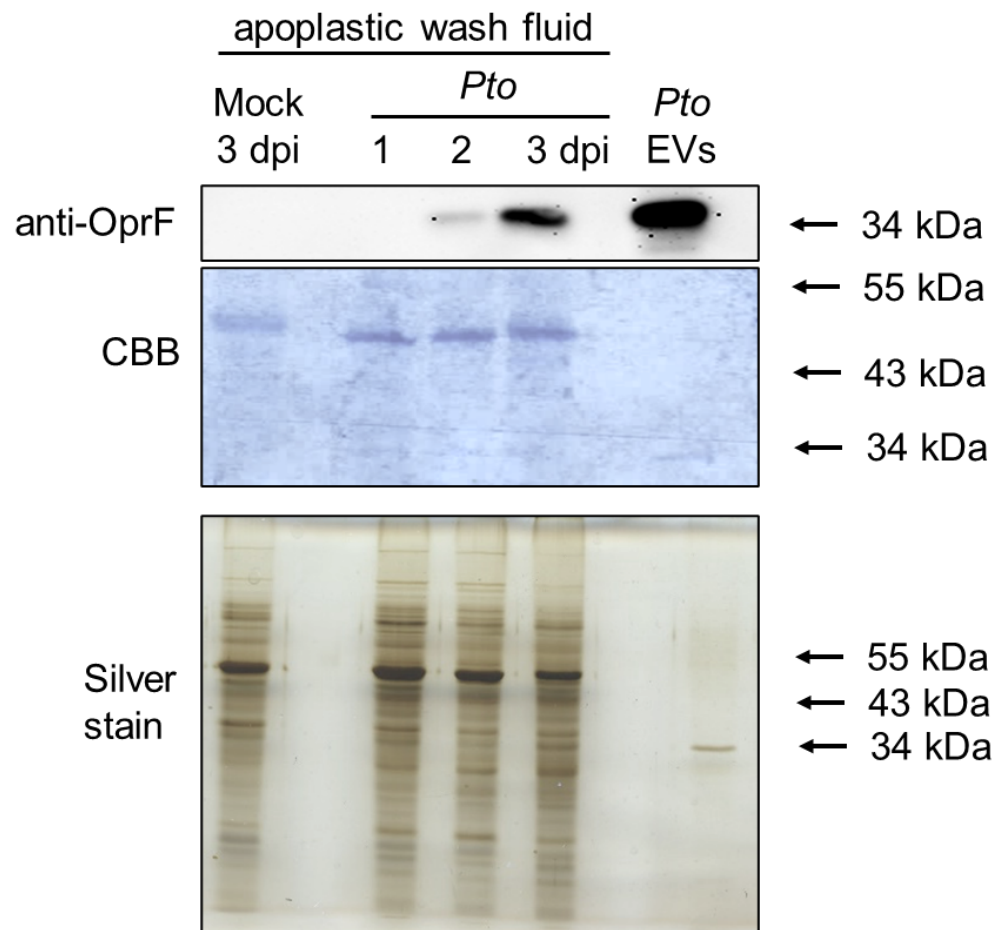 apoplastic wash fluid
Pto
Mock
Pto
3 dpi
1
2
3 dpi
EVs
anti-OprF
34 kDa
55 kDa
CBB
43 kDa
34 kDa
55 kDa
Silver
stain
43 kDa
34 kDa